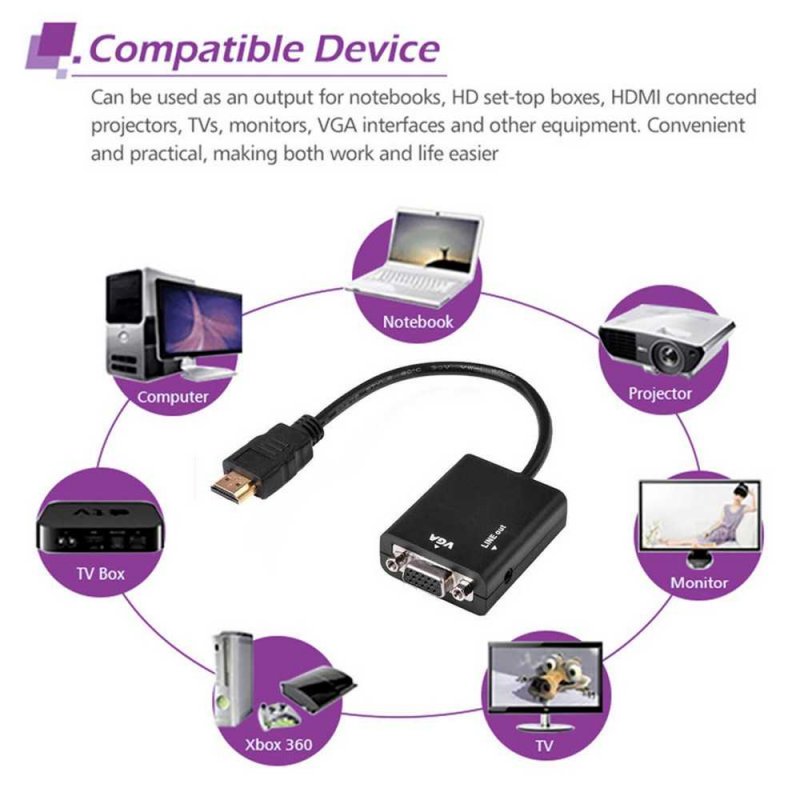 Compatible Device
Can be used as an output for notebooks, HD set-top boxes, HDMI connected
projectors, TVs, monitors, VGA interfaces and other equipment. Convenient
and practical, making both work and life easier
Notebook
Computer
Projector
VGA
LINE out
tv
TV Box
Monitor
Xbox 360
TV